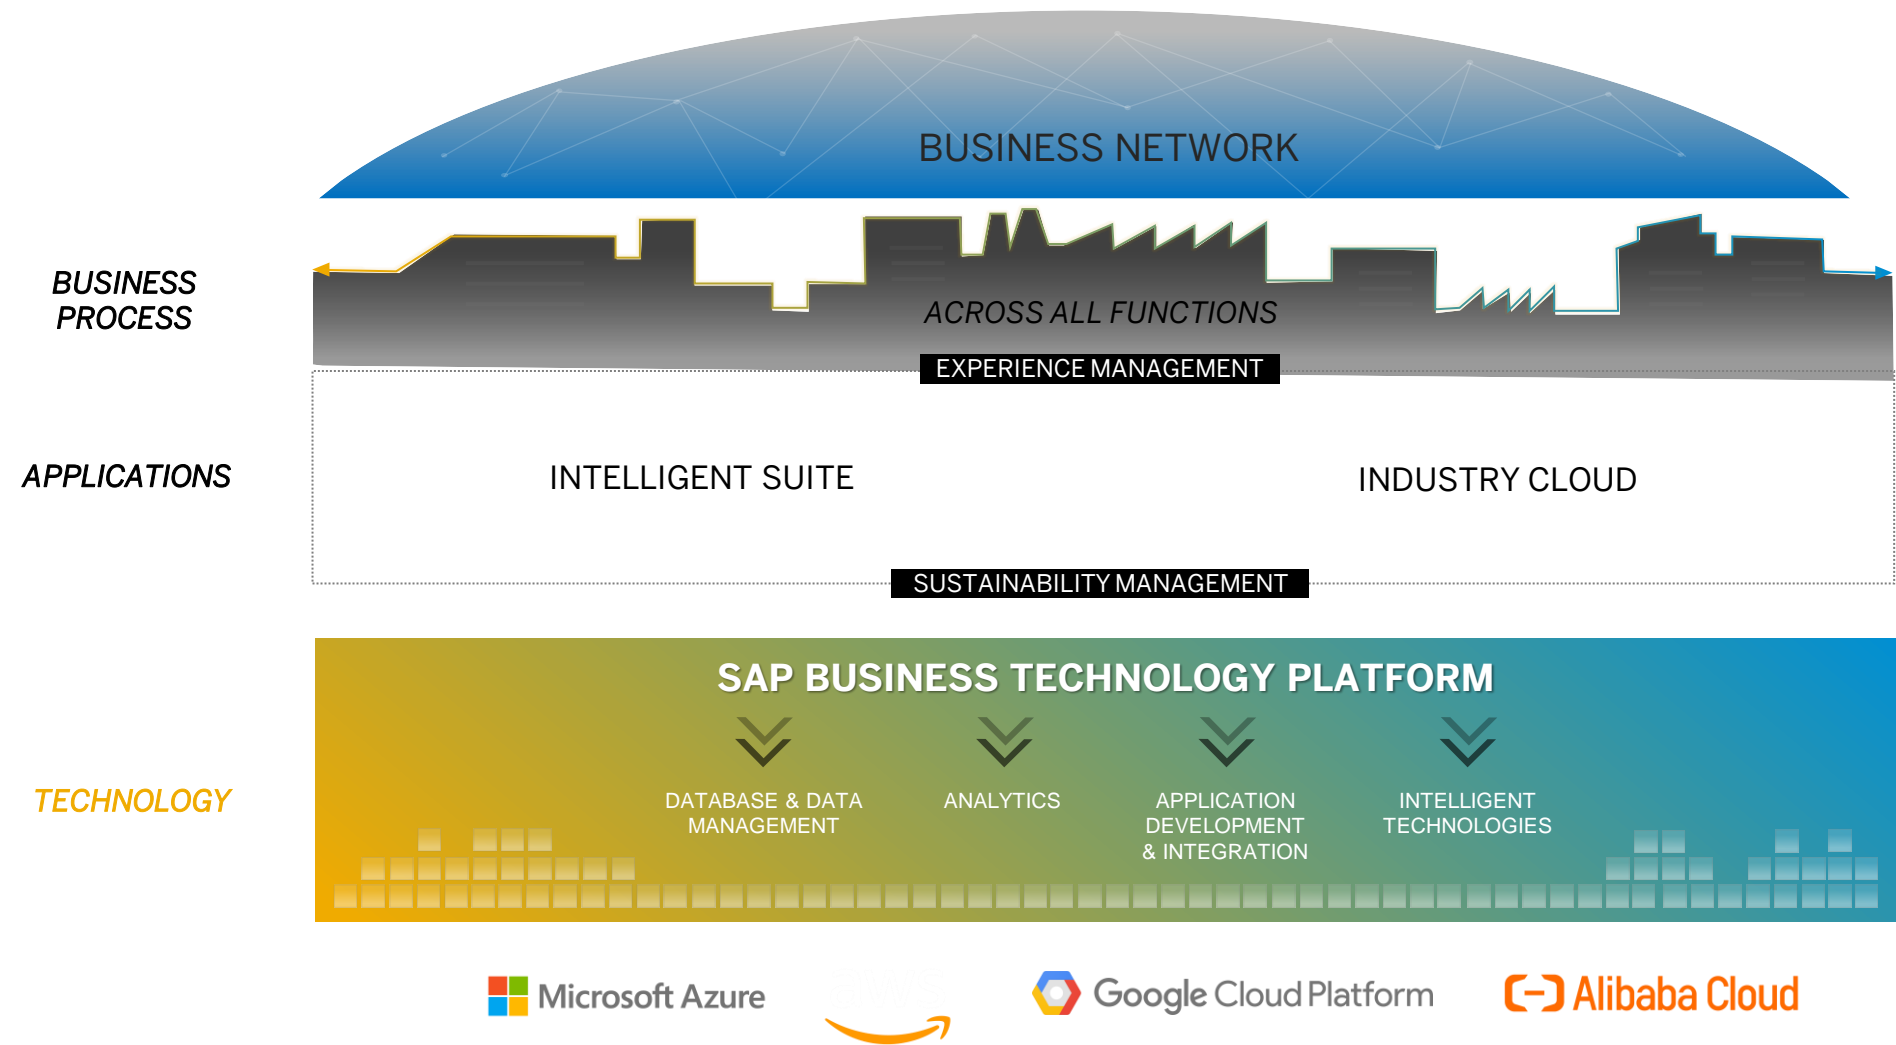 BUSINESS NETWORK
BUSINESS
PROCESS
ACROSS ALL FUNCTIONS
EXPERIENCE MANAGEMENT
APPLICATIONS
INTELLIGENT SUITE
INDUSTRY CLOUD
SUSTAINABILITY MANAGEMENT
SAP BUSINESS TECHNOLOGY PLATFORM
TECHNOLOGY
DATABASE & DATA
MANAGEMENT
ANALYTICS
APPLICATION
DEVELOPMENT
& INTEGRATION
INTELLIGENT
TECHNOLOGIES
Microsoft Azure
Google Cloud Platform
Alibaba Cloud